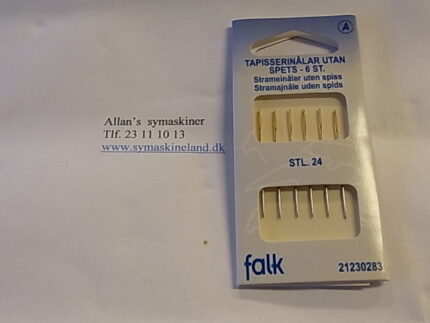 Allan's symaskiner
Tlf. 23 11 10 13
www.symaskineland.dk
A
TAPISSERINÅLAR UTAN
SPETS - 6 ST.
Strameinåler uten spiss
Stramajnåle uden spids
STL. 24
falk
21230283